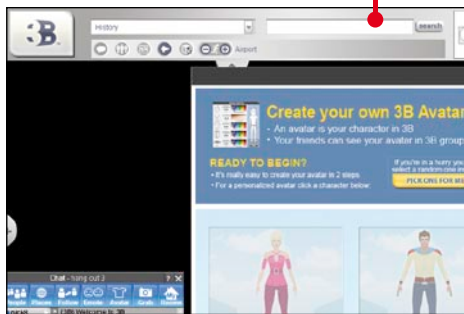 3B
History
search
Airport
Create your own 3B Avatar
- An avatar is your character in 3B
- Your friends can see your avatar in 3B group
READY TO BEGIN?
• It's really easy to create your avatar in 2 steps.
• For a personalized avatar click a character below:
If you're in a hurry you
select a random one
PICK ONE FOR ME
Chat - hang out :)
? X
People
Places
Follow
Emote
Avatar
Grab
Welcome to 3B